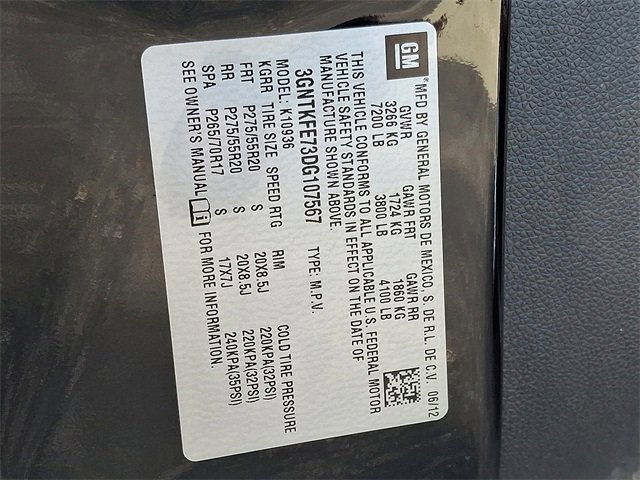 GM ® MFD BY GENERAL MOTORS DE MEXICO, S. DE R.L. DE C.V. 06/12
GVWR GAWR FRT GAWR RR
3266 KG 1724 KG 1860 KG
7200 LB 3800 LB 4100 LB
THIS VEHICLE CONFORMS TO ALL APPLICABLE U.S. FEDERAL MOTOR
VEHICLE SAFETY STANDARDS IN EFFECT ON THE DATE OF
MANUFACTURE SHOWN ABOVE.
3GNTKFE73DG107567 TYPE: M.P.V.
MODEL: K10936
KGRR TIRE SIZE SPEED RTG RIM COLD TIRE PRESSURE
FRT P275/55R20 S 20X8.5J 220KPA(32PSI)
RR P275/55R20 S 20X8.5J 220KPA(32PSI)
SPA P265/70R17 S 17X7J 240KPA(35PSI)
SEE OWNER'S MANUAL i FOR MORE INFORMATION.